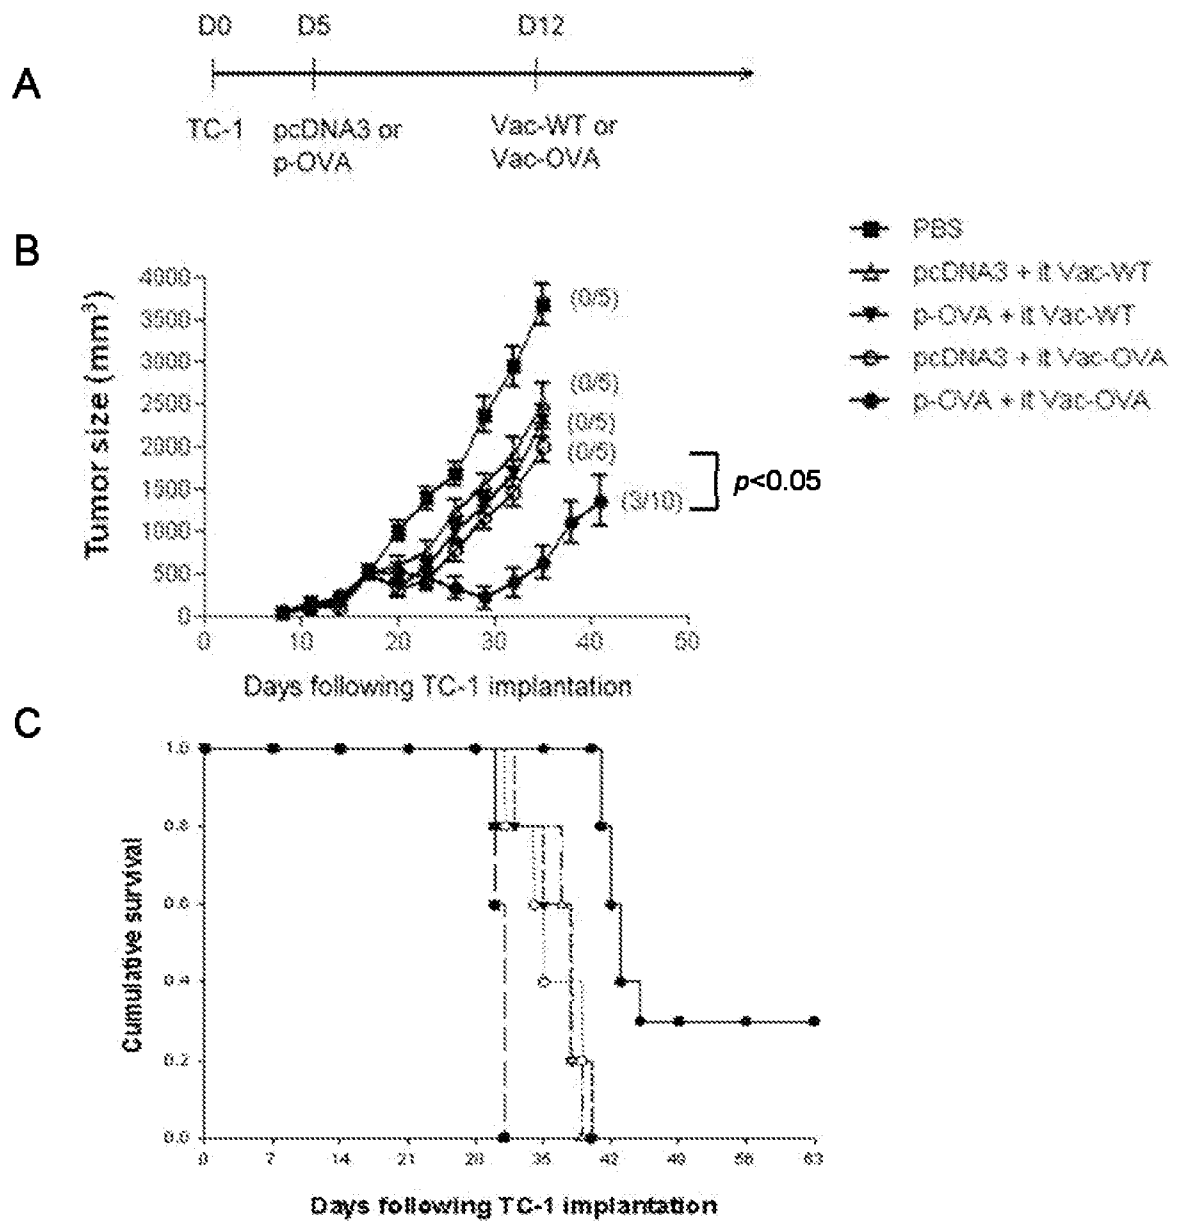 D0 D5 D12
A
TC-1 pcDNA3 or Vac-WT or
p-OVA Vac-OVA
B
PBS
pcDNA3 + it Vac-WT
p-OVA + it Vac-WT
pcDNA3 + it Vac-OVA
p-OVA + it Vac-OVA
Tumor size (mm³)
4000
3500
3000
2500
2000
1500
1000
500
0
(0/5)
(0/5)
(0/5)
(0/5)
(3/10)
p<0.05
0 10 20 30 40 50
Days following TC-1 implantation
C
Cumulative survival
1.0
0.8
0.6
0.4
0.2
0.0
0 7 14 21 28 35 42 49 56 63
Days following TC-1 implantation